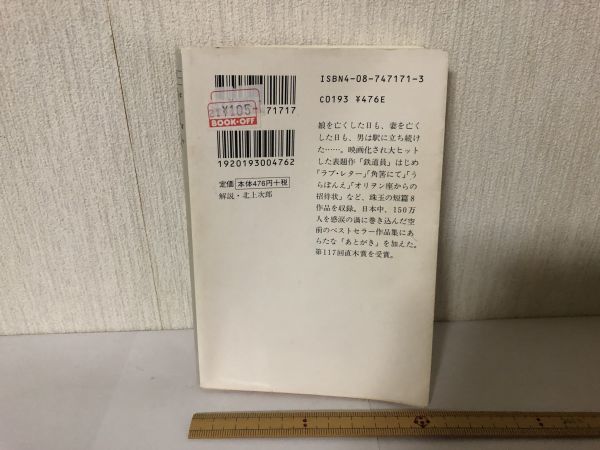 ISBN4-08-747171-3
C0193 ¥476E
21
¥105-
71717
BOOK-OFF
1920193004762
定価 本体476円+税
解説・北上次郎
娘を亡くした日も、妻を亡く
した日も、男は駅に立ち続け
た……。映画化され大ヒット
した表題作「鉄道員」はじめ
「ラブ・レター」「角筈にて」「う
らぼんえ」「オリヲン座からの
招待状」など、珠玉の短篇8
作品を収録。日本中、150万
人を感涙の渦に巻き込んだ空
前のベストセラー作品集にあ
らたな「あとがき」を加えた。
第117回直木賞を受賞。